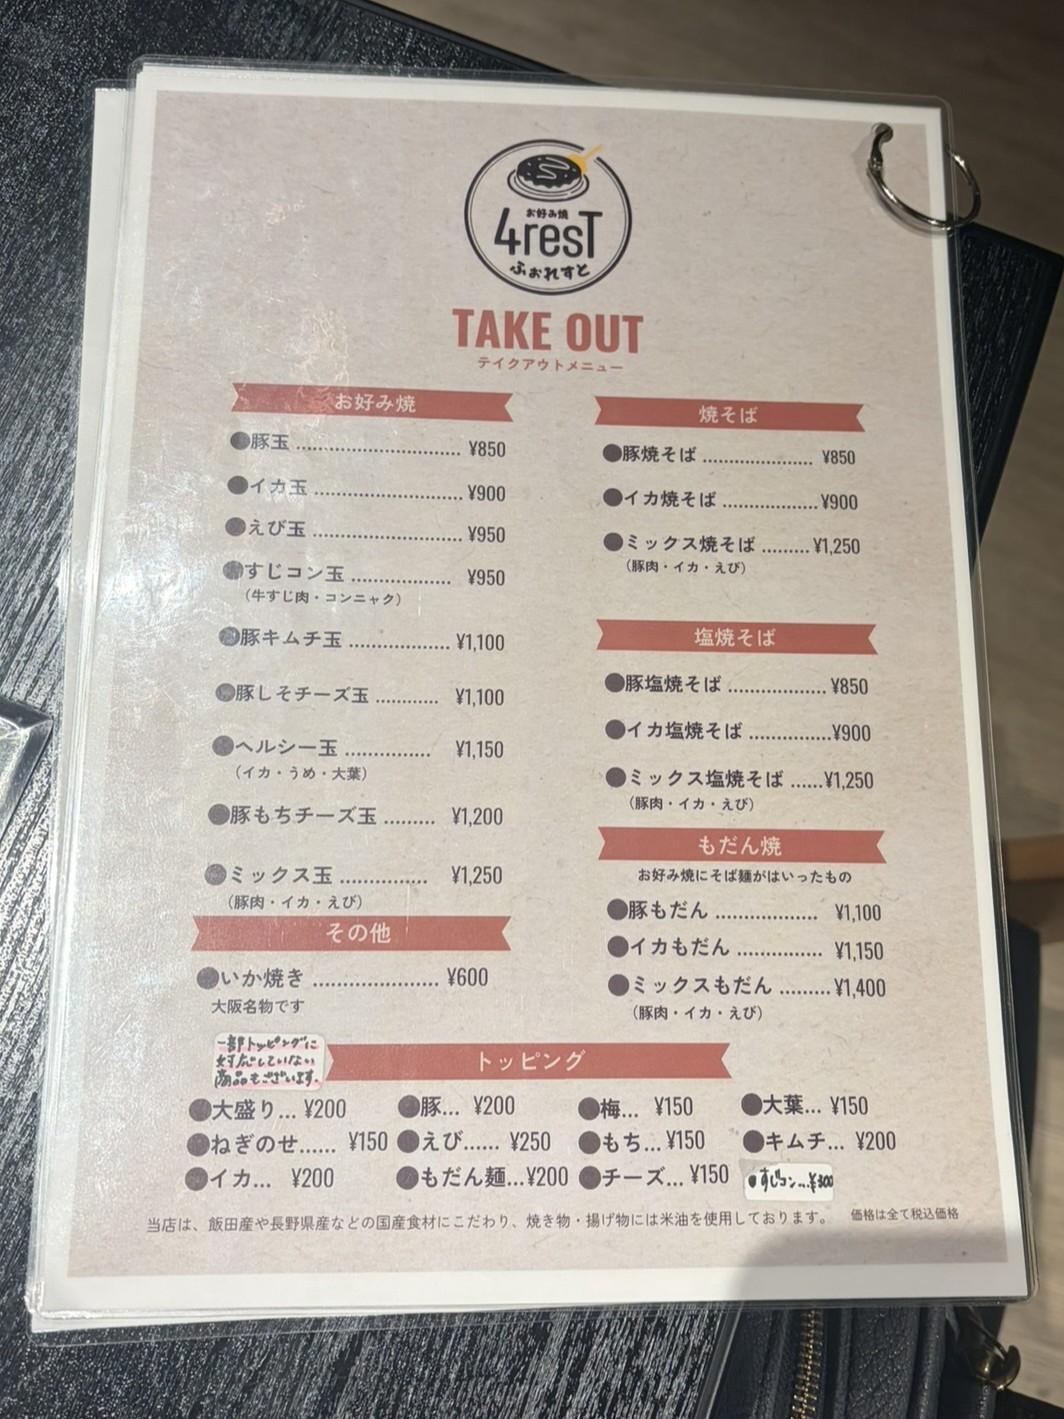 お好み焼
4resT
ふぉれすと
TAKE OUT
テイクアウトメニュー
お好み焼
●豚玉 .............................. ¥850
●イカ玉 .......................... ¥900
●えび玉 .......................... ¥950
●すじコン玉 .................. ¥950
(牛すじ肉・コンニャク)
●豚キムチ玉 .................. ¥1,100
●豚しそチーズ玉 ............ ¥1,100
●ヘルシー玉 ................ ¥1,150
(イカ・うめ・大葉)
●豚もちチーズ玉 ......... ¥1,200
●ミックス玉 ................ ¥1,250
(豚肉・イカ・えび)
その他
●いか焼き ....................... ¥600
大阪名物です
焼そば
●豚焼そば .................... ¥850
●イカ焼そば ................. ¥900
●ミックス焼そば ......... ¥1,250
(豚肉・イカ・えび)
塩焼そば
●豚塩焼そば .................. ¥850
●イカ塩焼そば ............... ¥900
●ミックス塩焼そば ...... ¥1,250
(豚肉・イカ・えび)
もだん焼
お好み焼にそば麺がはいったもの
●豚もだん ................... ¥1,100
●イカもだん ................ ¥1,150
●ミックスもだん ......... ¥1,400
(豚肉・イカ・えび)
一部トッピングに
対応していない
商品もございます。
トッピング
●大盛り... ¥200 ●豚... ¥200 ●梅... ¥150 ●大葉... ¥150
●ねぎのせ...... ¥150 ●えび...... ¥250 ●もち... ¥150 ●キムチ... ¥200
●イカ... ¥200 ●もだん麺... ¥200 ●チーズ... ¥150 ●すじコン... ¥300
当店は、飯田産や長野県産などの国産食材にこだわり、焼き物・揚げ物には米油を使用しております。 価格は全て税込価格